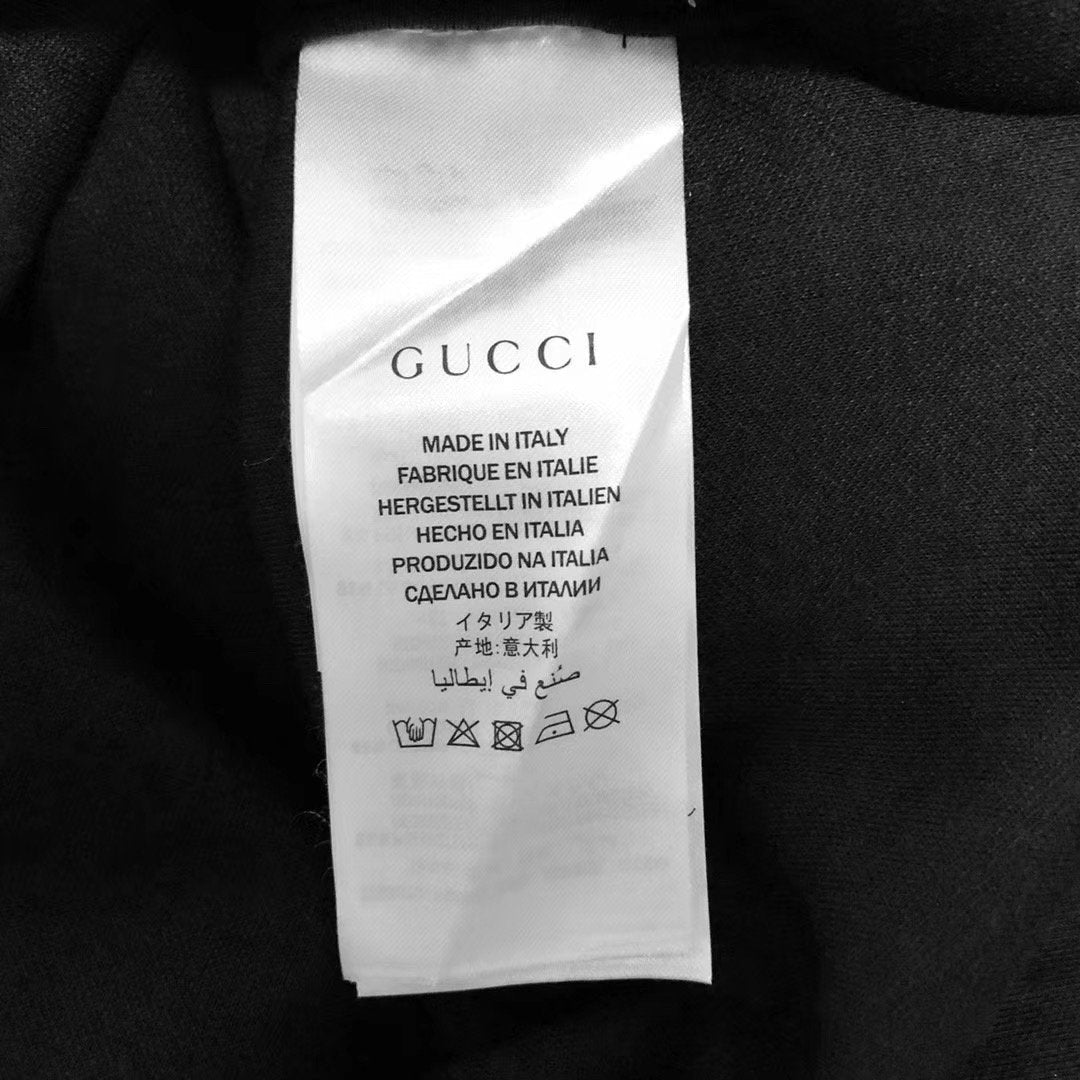 GUCCI
MADE IN ITALY
FABRIQUE EN ITALIE
HERGESTELLT IN ITALIEN
HECHO EN ITALIA
PRODUZIDO NA ITALIA
СДЕЛАНО В ИТАЛИИ
イタリア製
产地:意大利
صُنع في إيطاليا